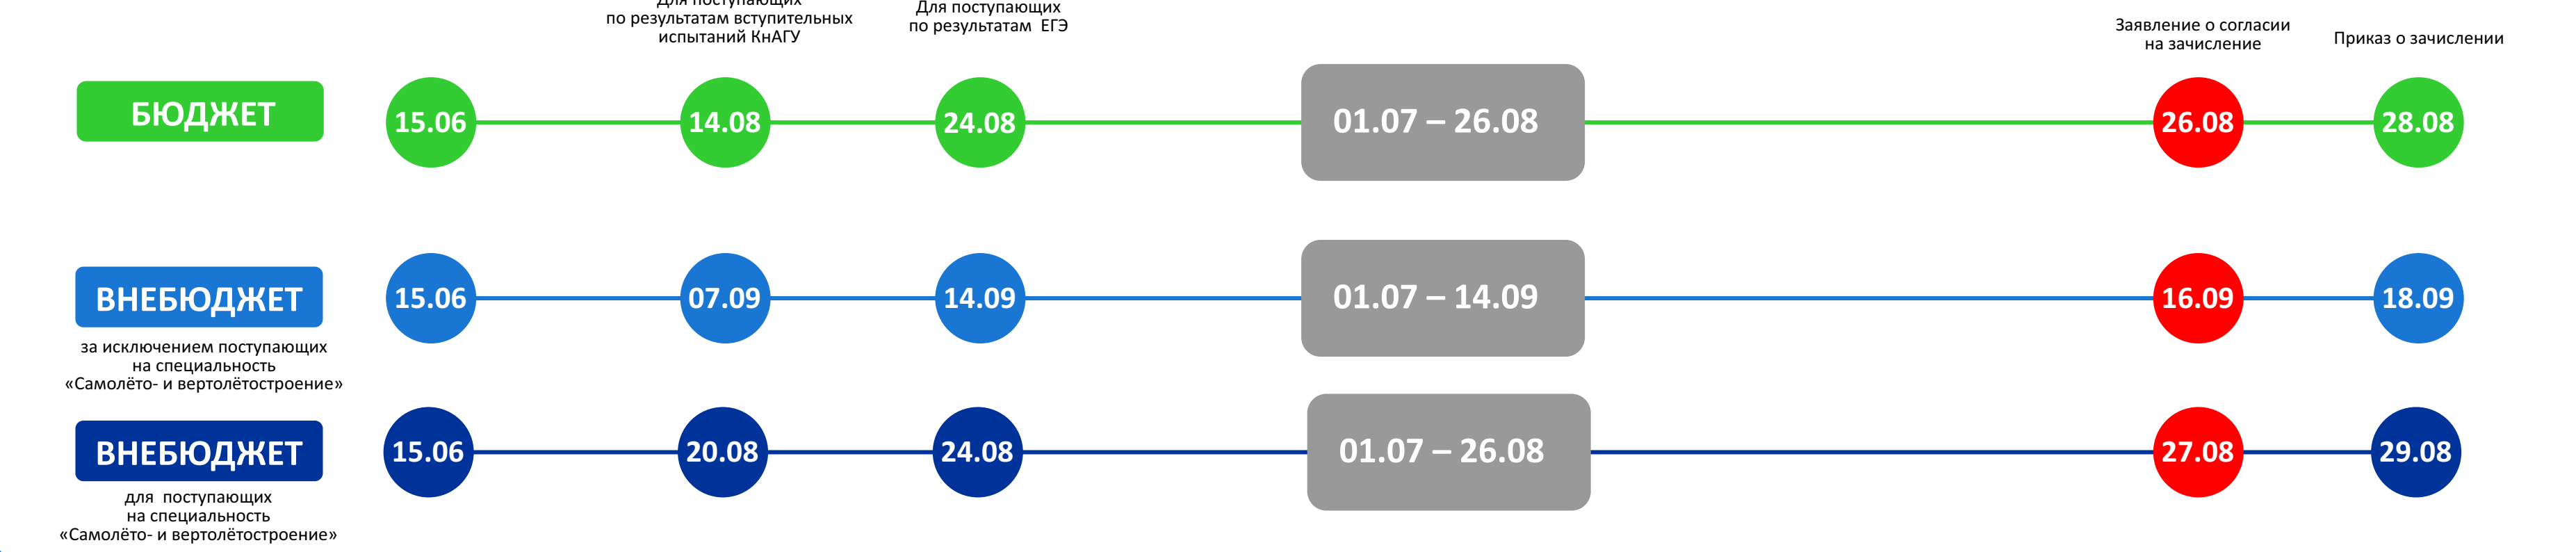 Для поступающих
по результатам вступительных
испытаний КнАГУ
Для поступающих
по результатам ЕГЭ
Заявление о согласии
на зачисление
Приказ о зачислении
БЮДЖЕТ
15.06
14.08
24.08
01.07 – 26.08
26.08
28.08
ВНЕБЮДЖЕТ
15.06
07.09
14.09
01.07 – 14.09
16.09
18.09
за исключением поступающих
на специальность
«Самолёто- и вертолётостроение»
ВНЕБЮДЖЕТ
15.06
20.08
24.08
01.07 – 26.08
27.08
29.08
для поступающих
на специальность
«Самолёто- и вертолётостроение»